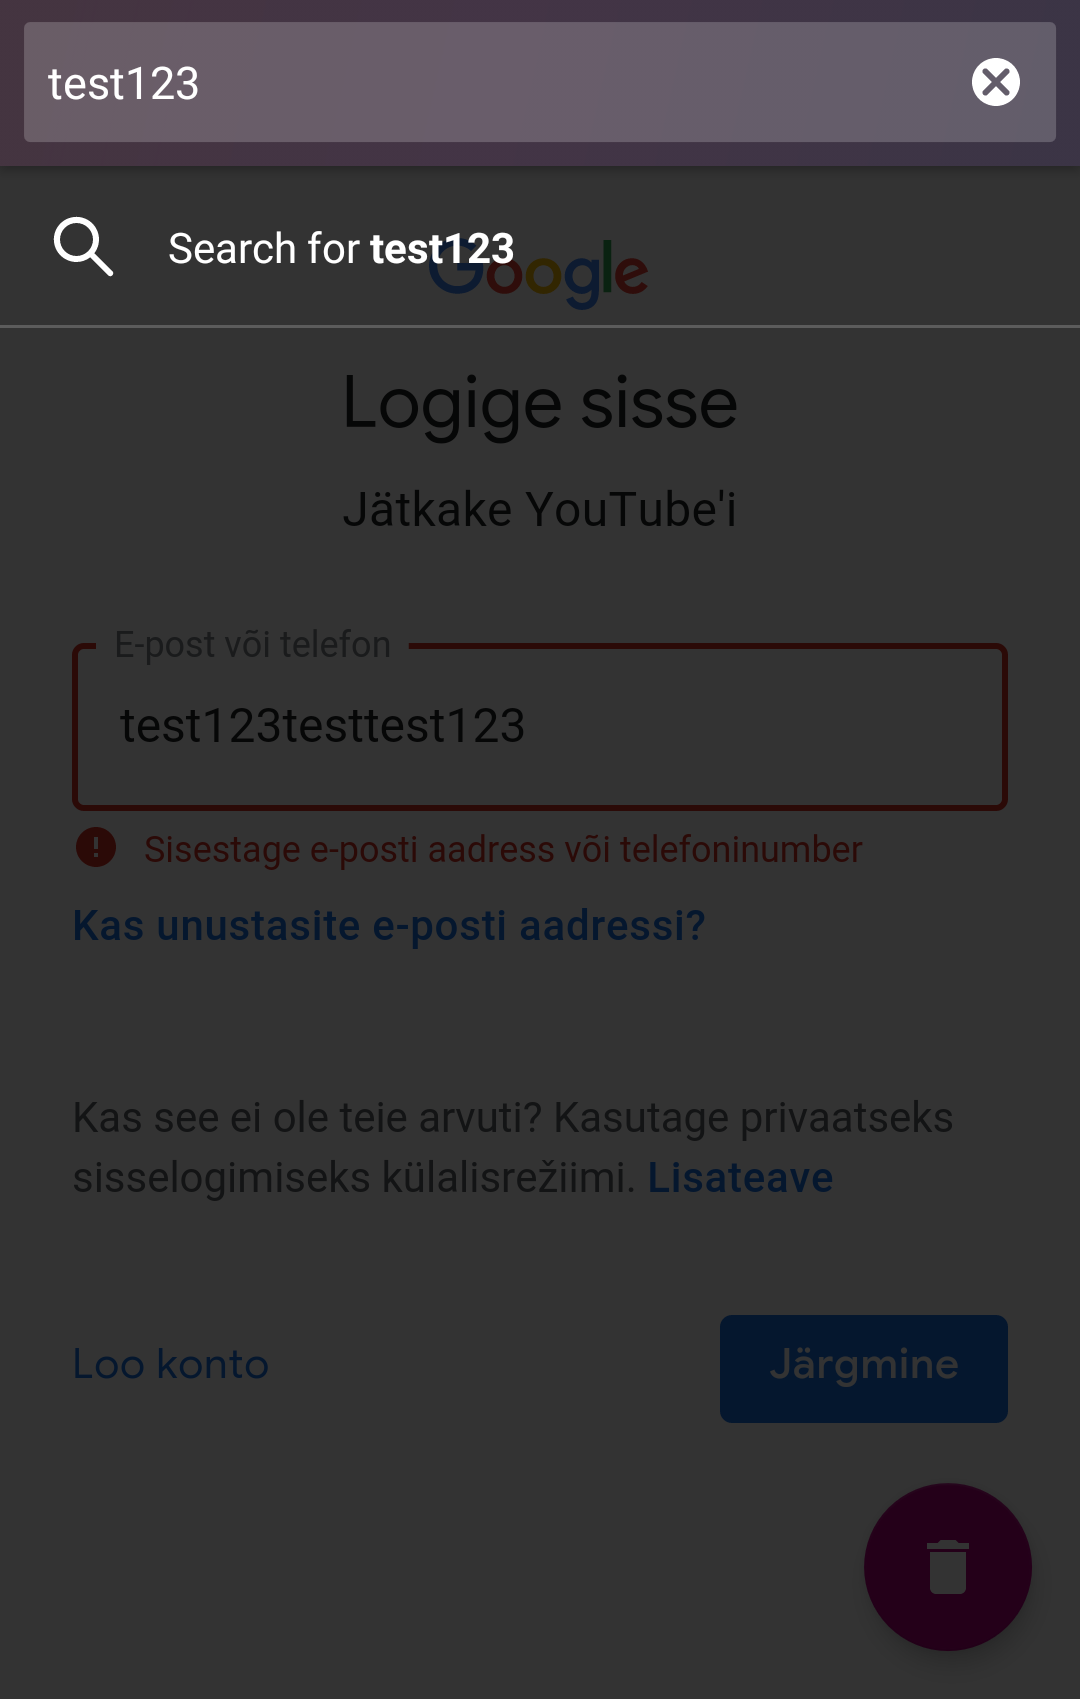 test123
Search for test123
Google
Logige sisse
Jätkake YouTube'i
E-post või telefon
test123testtest123
Sisestage e-posti aadress või telefoninumber
Kas unustasite e-posti aadressi?
Kas see ei ole teie arvuti? Kasutage privaatseks
sisselogimiseks külalisrežiimi. Lisateave
Loo konto
Järgmine